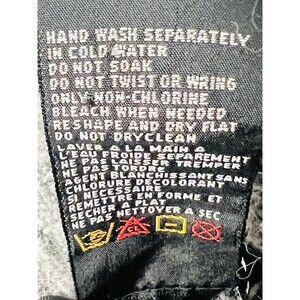 HAND WASH SEPARATELY
IN COLD WATER
DO NOT SOAK
DO NOT TWIST OR WRING
ONLY NON-CHLORINE
BLEACH WHEN NEEDED
RESHAPE AND DRY FLAT
DO NOT DRYCLEAN
LAVER A LA MAIN A
L'EAU FROIDE SEPAREMENT
NE PAS LAISSER TREMPER
NE PAS TORDRE
AGENT BLANCHISSANT SANS
CHLORURE DECOLORANT
SI NECESSAIRE
REMETTRE EN FORME ET
SECHER A PLAT
NE PAS NETTOYER A SEC
CL